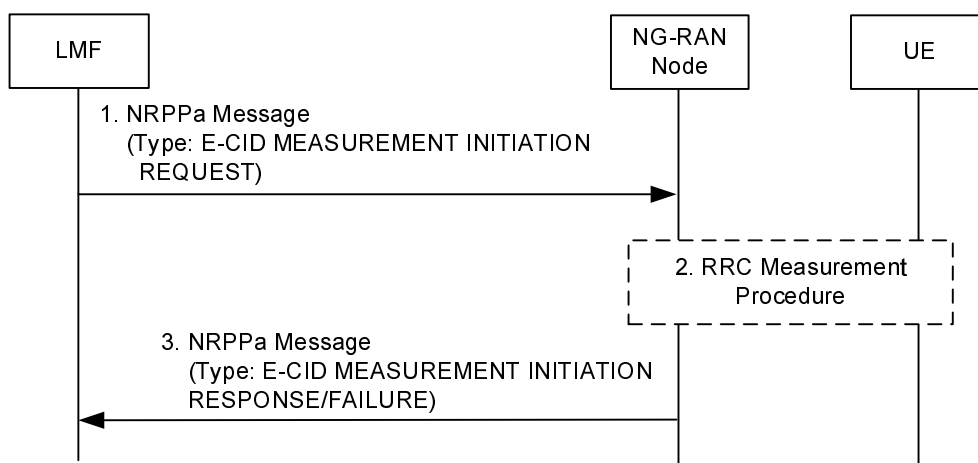 LMF
NG-RAN
Node
UE
1. NRPPa Message
(Type: E-CID MEASUREMENT INITIATION
REQUEST)
2. RRC Measurement
Procedure
3. NRPPa Message
(Type: E-CID MEASUREMENT INITIATION
RESPONSE/FAILURE)